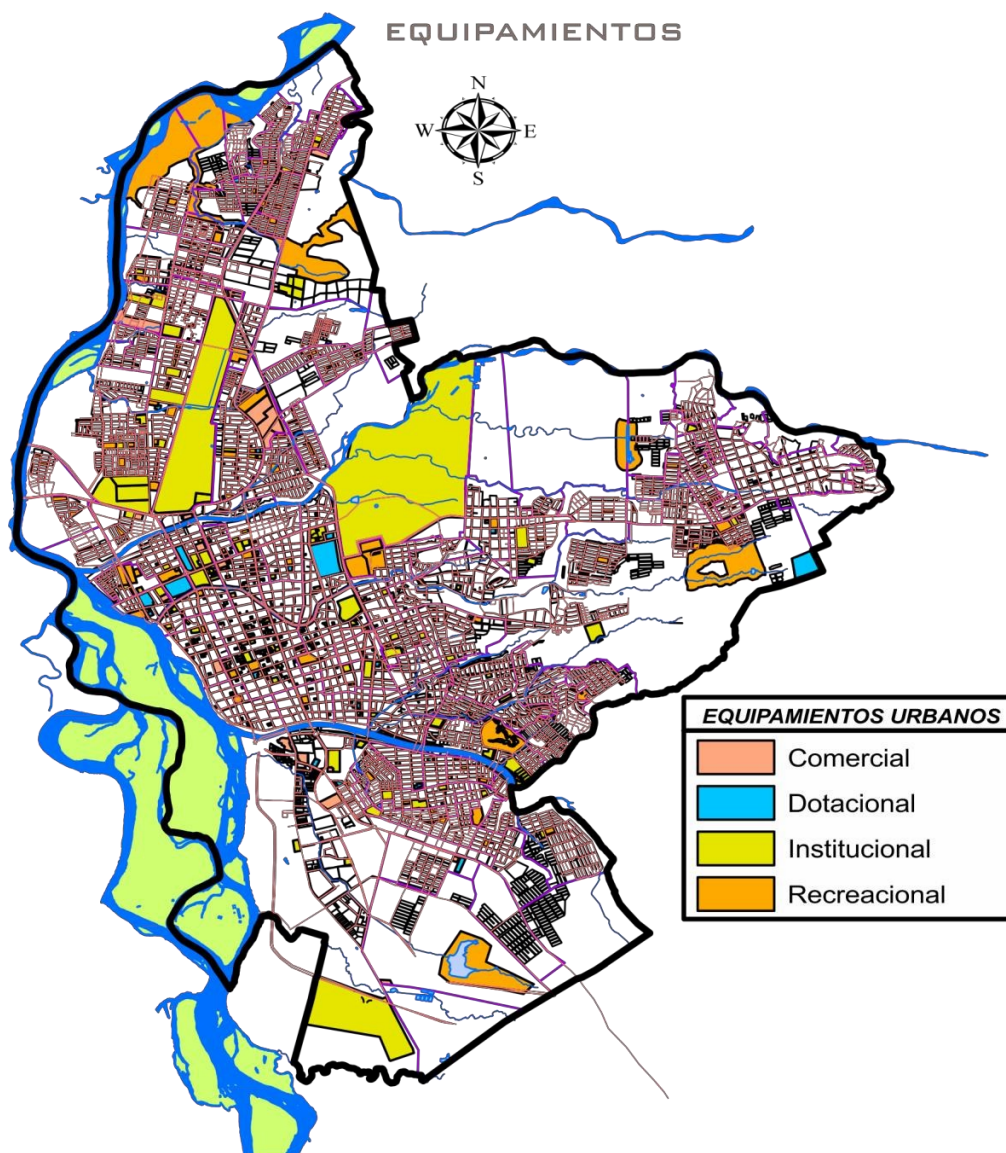 EQUIPAMIENTOS
N
W E
S
EQUIPAMIENTOS URBANOS
Comercial
Dotacional
Institucional
Recreacional